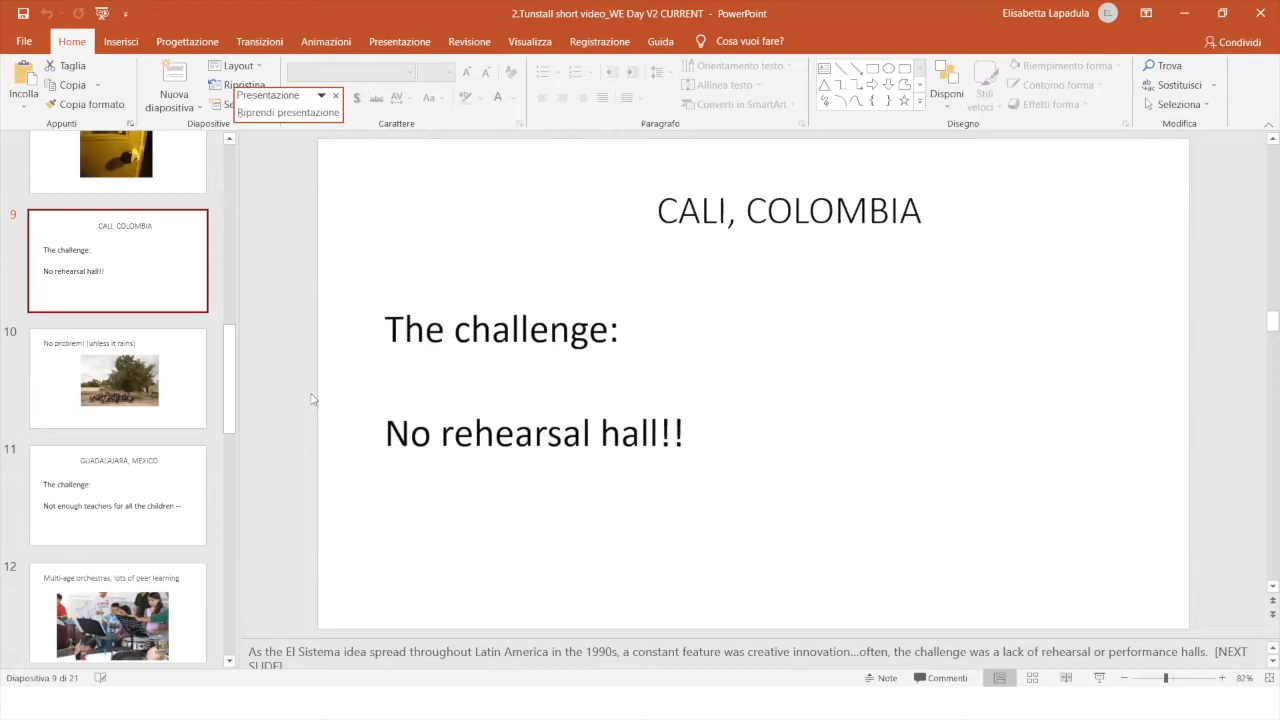 2.Tunstall short video_WE Day V2 CURRENT - PowerPoint
Elisabetta Lapadula
EL
File
Home
Inserisci
Progettazione
Transizioni
Animazioni
Presentazione
Revisione
Visualizza
Registrazione
Guida
Cosa vuoi fare?
Condividi
Incolla
Taglia
Copia
Copia formato
Appunti
Nuova
diapositiva
Layout
Ripristina
Presentazione
Riprendi presentazione
Carattere
Orientamento testo
Allinea testo
Converti in SmartArt
Paragrafo
Disponi
Stili
veloci
Riempimento forma
Contorno forma
Effetti forma
Disegno
Trova
Sostituisci
Seleziona
Modifica
9
CALI, COLOMBIA
The challenge:
No rehearsal hall!!
10
No problem! (unless it rains)
11
GUADALAJARA, MEXICO
The challenge:
Not enough teachers for all the children --
12
Multi-age orchestras, lots of peer learning
CALI, COLOMBIA
The challenge:
No rehearsal hall!!
As the El Sistema idea spread throughout Latin America in the 1990s, a constant feature was creative innovation...often, the challenge was a lack of rehearsal or performance halls. [NEXT
SLIDE]
Diapositiva 9 di 21
Note
Commenti
82%